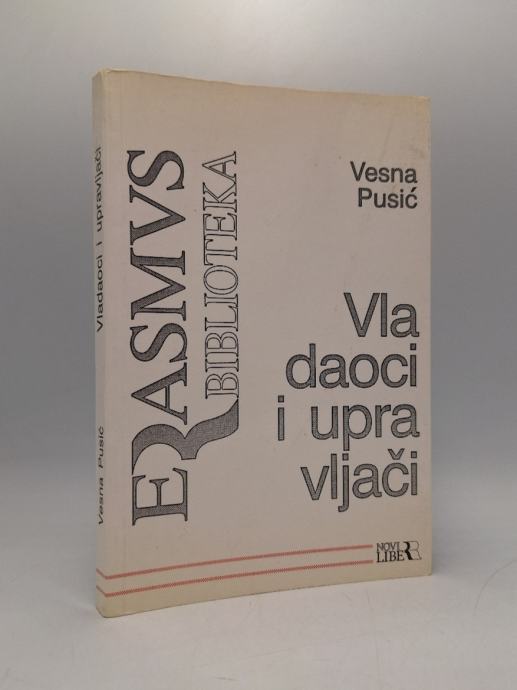 ERASMVS
BIBLIOTEKA
Vesna
Pusić
Vla
daoci
i upra
vljači
NOVI
LIBER
Vesna Pusić
Vladaoci i upravljači